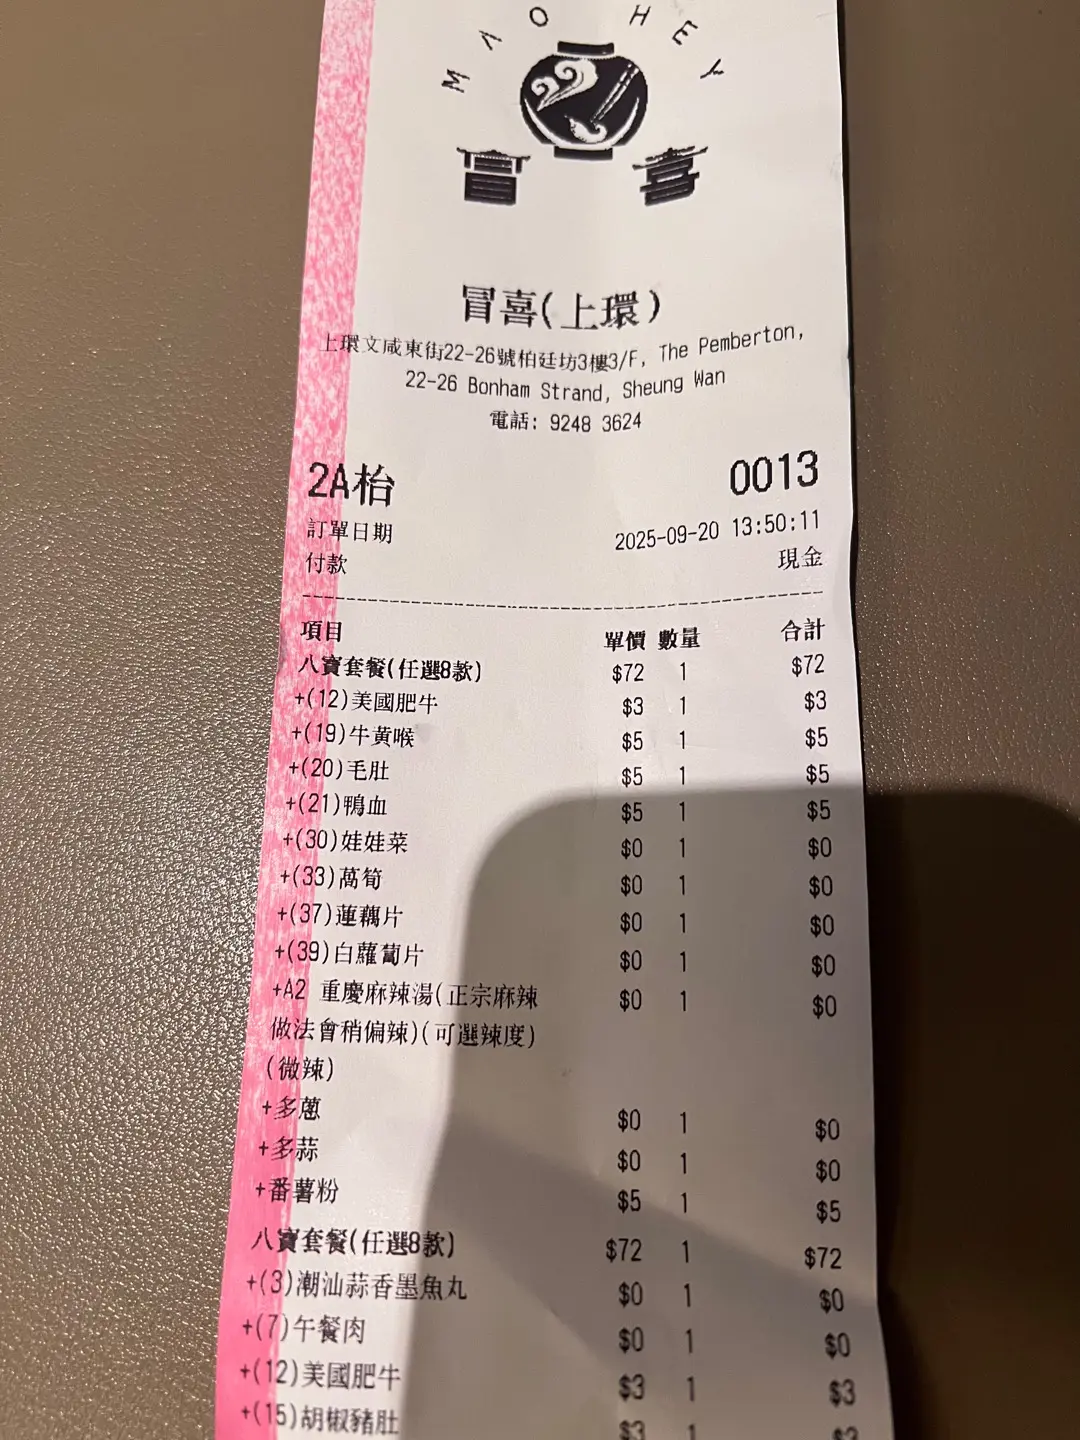 MAO HEY
冒 喜
冒喜(上環)
上環文咸東街22-26號柏廷坊3樓3/F, The Pemberton,
22-26 Bonham Strand, Sheung Wan
電話: 9248 3624
2A枱 0013
訂單日期 2025-09-20 13:50:11
付款 現金
項目 單價 數量 合計
八寶套餐(任選8款) $72 1 $72
+(12)美國肥牛 $3 1 $3
+(19)牛黃喉 $5 1 $5
+(20)毛肚 $5 1 $5
+(21)鴨血 $5 1 $5
+(30)娃娃菜 $0 1 $0
+(33)萵筍 $0 1 $0
+(37)蓮藕片 $0 1 $0
+(39)白蘿蔔片 $0 1 $0
+A2 重慶麻辣湯(正宗麻辣 $0 1 $0
做法會稍偏辣)(可選辣度)
(微辣)
+多蔥 $0 1 $0
+多蒜 $0 1 $0
+番薯粉 $5 1 $5
八寶套餐(任選8款) $72 1 $72
+(3)潮汕蒜香墨魚丸 $0 1 $0
+(7)午餐肉 $0 1 $0
+(12)美國肥牛 $3 1 $3
+(15)胡椒豬肚 $3 1 $3